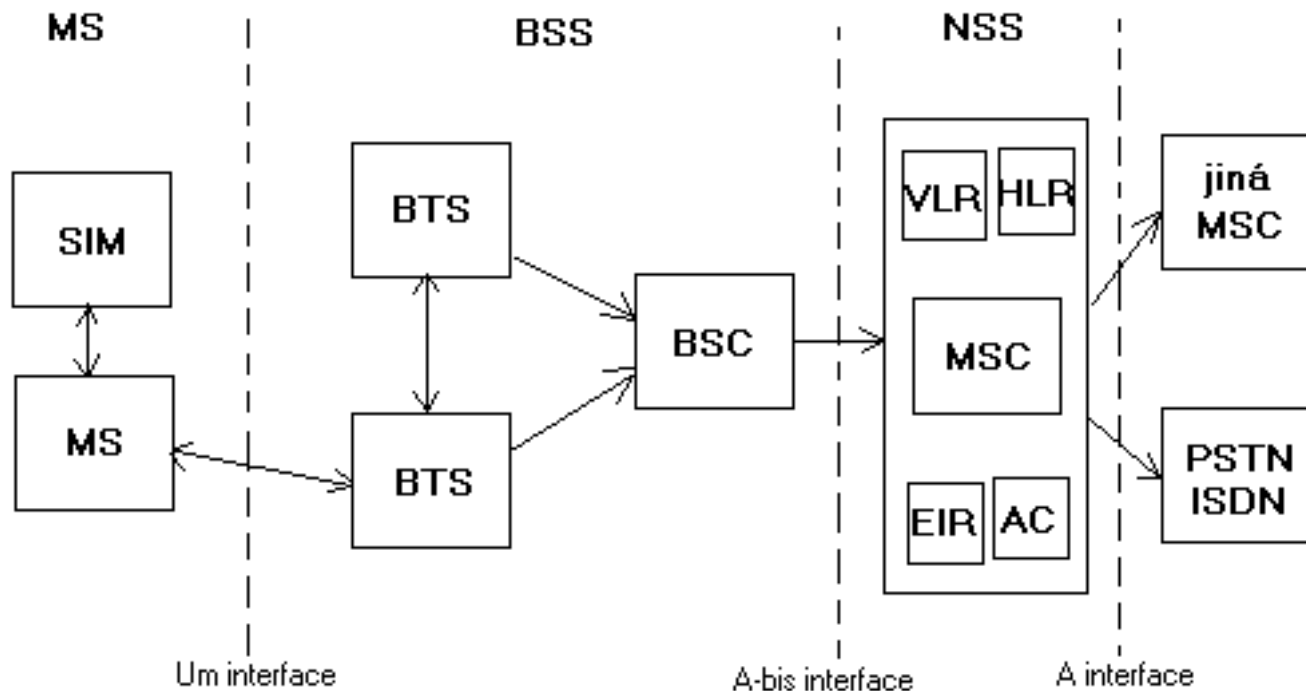 MS
BSS
NSS
SIM
MS
BTS
BTS
BSC
VLR
HLR
MSC
EIR
AC
jiná
MSC
PSTN
ISDN
Um interface
A-bis interface
A interface